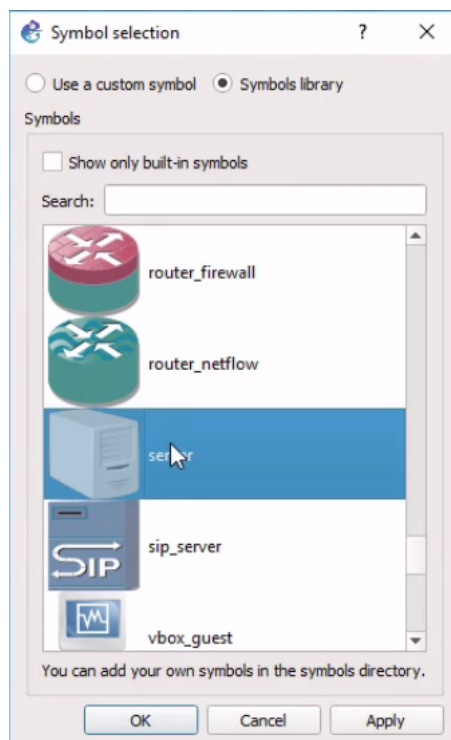 Symbol selection ?
Use a custom symbol Symbols library
Symbols
Show only built-in symbols
Search:
router_firewall
router_netflow
server
SIP
sip_server
vbox_guest
You can add your own symbols in the symbols directory.
OK Cancel Apply